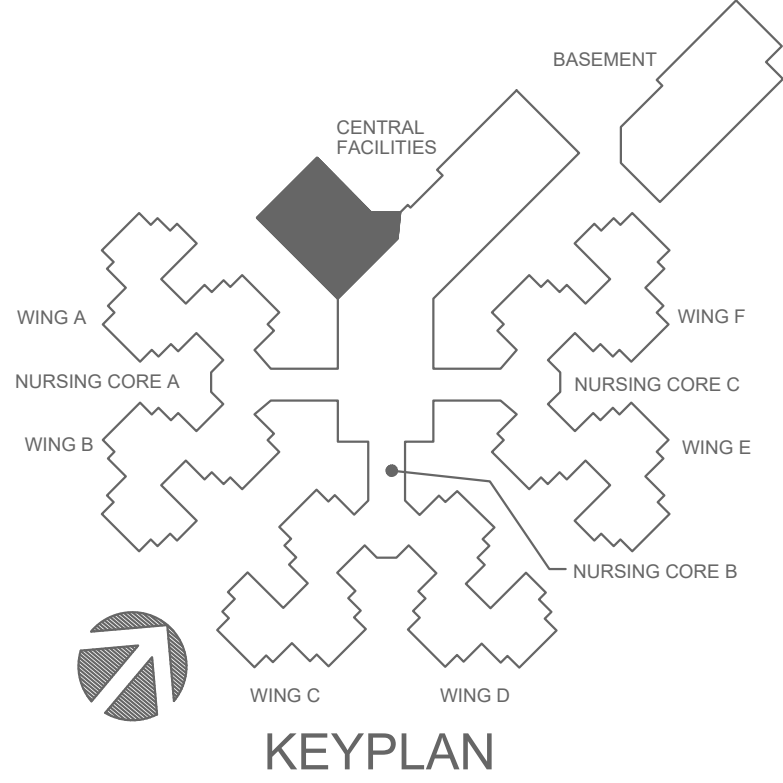 BASEMENT
CENTRAL
FACILITIES
WING A
WING F
NURSING CORE A
NURSING CORE C
WING B
WING E
NURSING CORE B
WING C
WING D
KEYPLAN